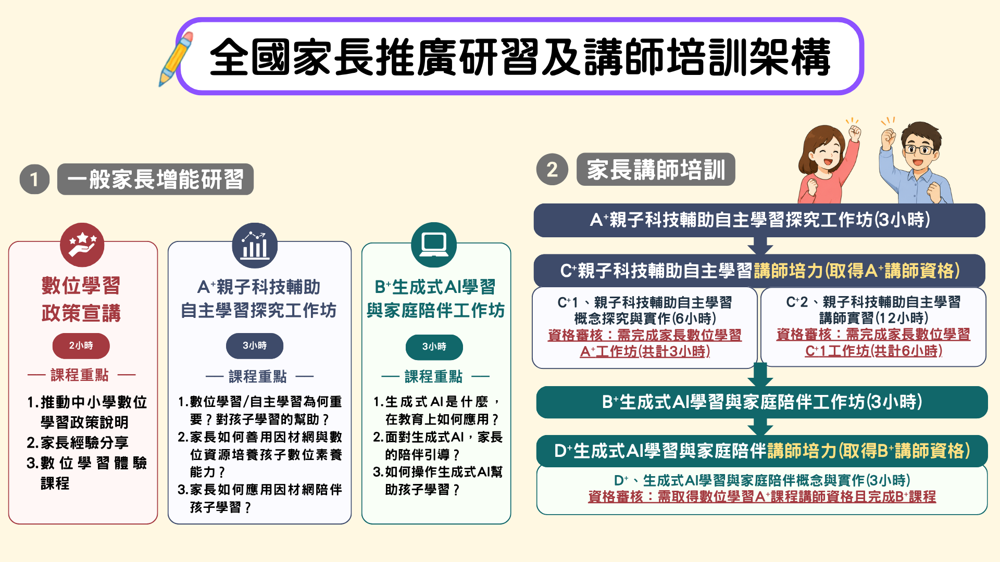 全國家長推廣研習及講師培訓架構
1 一般家長增能研習
數位學習
政策宣講
2小時
課程重點
1.推動中小學數位
學習政策說明
2.家長經驗分享
3.數位學習體驗
課程
A⁺親子科技輔助
自主學習探究工作坊
3小時
課程重點
1.數位學習/自主學習為何重
要？對孩子學習的幫助？
2.家長如何善用因材網與數
位資源培養孩子數位素養
能力？
3.家長如何應用因材網陪伴
孩子學習？
B⁺生成式AI學習
與家庭陪伴工作坊
3小時
課程重點
1.生成式AI是什麼，
在教育上如何應用？
2.面對生成式AI，家長
的陪伴引導？
3.如何操作生成式AI幫
助孩子學習？
2 家長講師培訓
A⁺親子科技輔助自主學習探究工作坊(3小時)
C⁺親子科技輔助自主學習講師培力(取得A⁺講師資格)
C⁺1、親子科技輔助自主學習
概念探究與實作(6小時)
資格審核：需完成家長數位學習
A⁺工作坊(共計3小時)
C⁺2、親子科技輔助自主學習
講師實習(12小時)
資格審核：需完成家長數位學習
C⁺1工作坊(共計6小時)
B⁺生成式AI學習與家庭陪伴工作坊(3小時)
D⁺生成式AI學習與家庭陪伴講師培力(取得B⁺講師資格)
D⁺、生成式AI學習與家庭陪伴概念與實作(3小時)
資格審核：需取得數位學習A⁺課程講師資格且完成B⁺課程